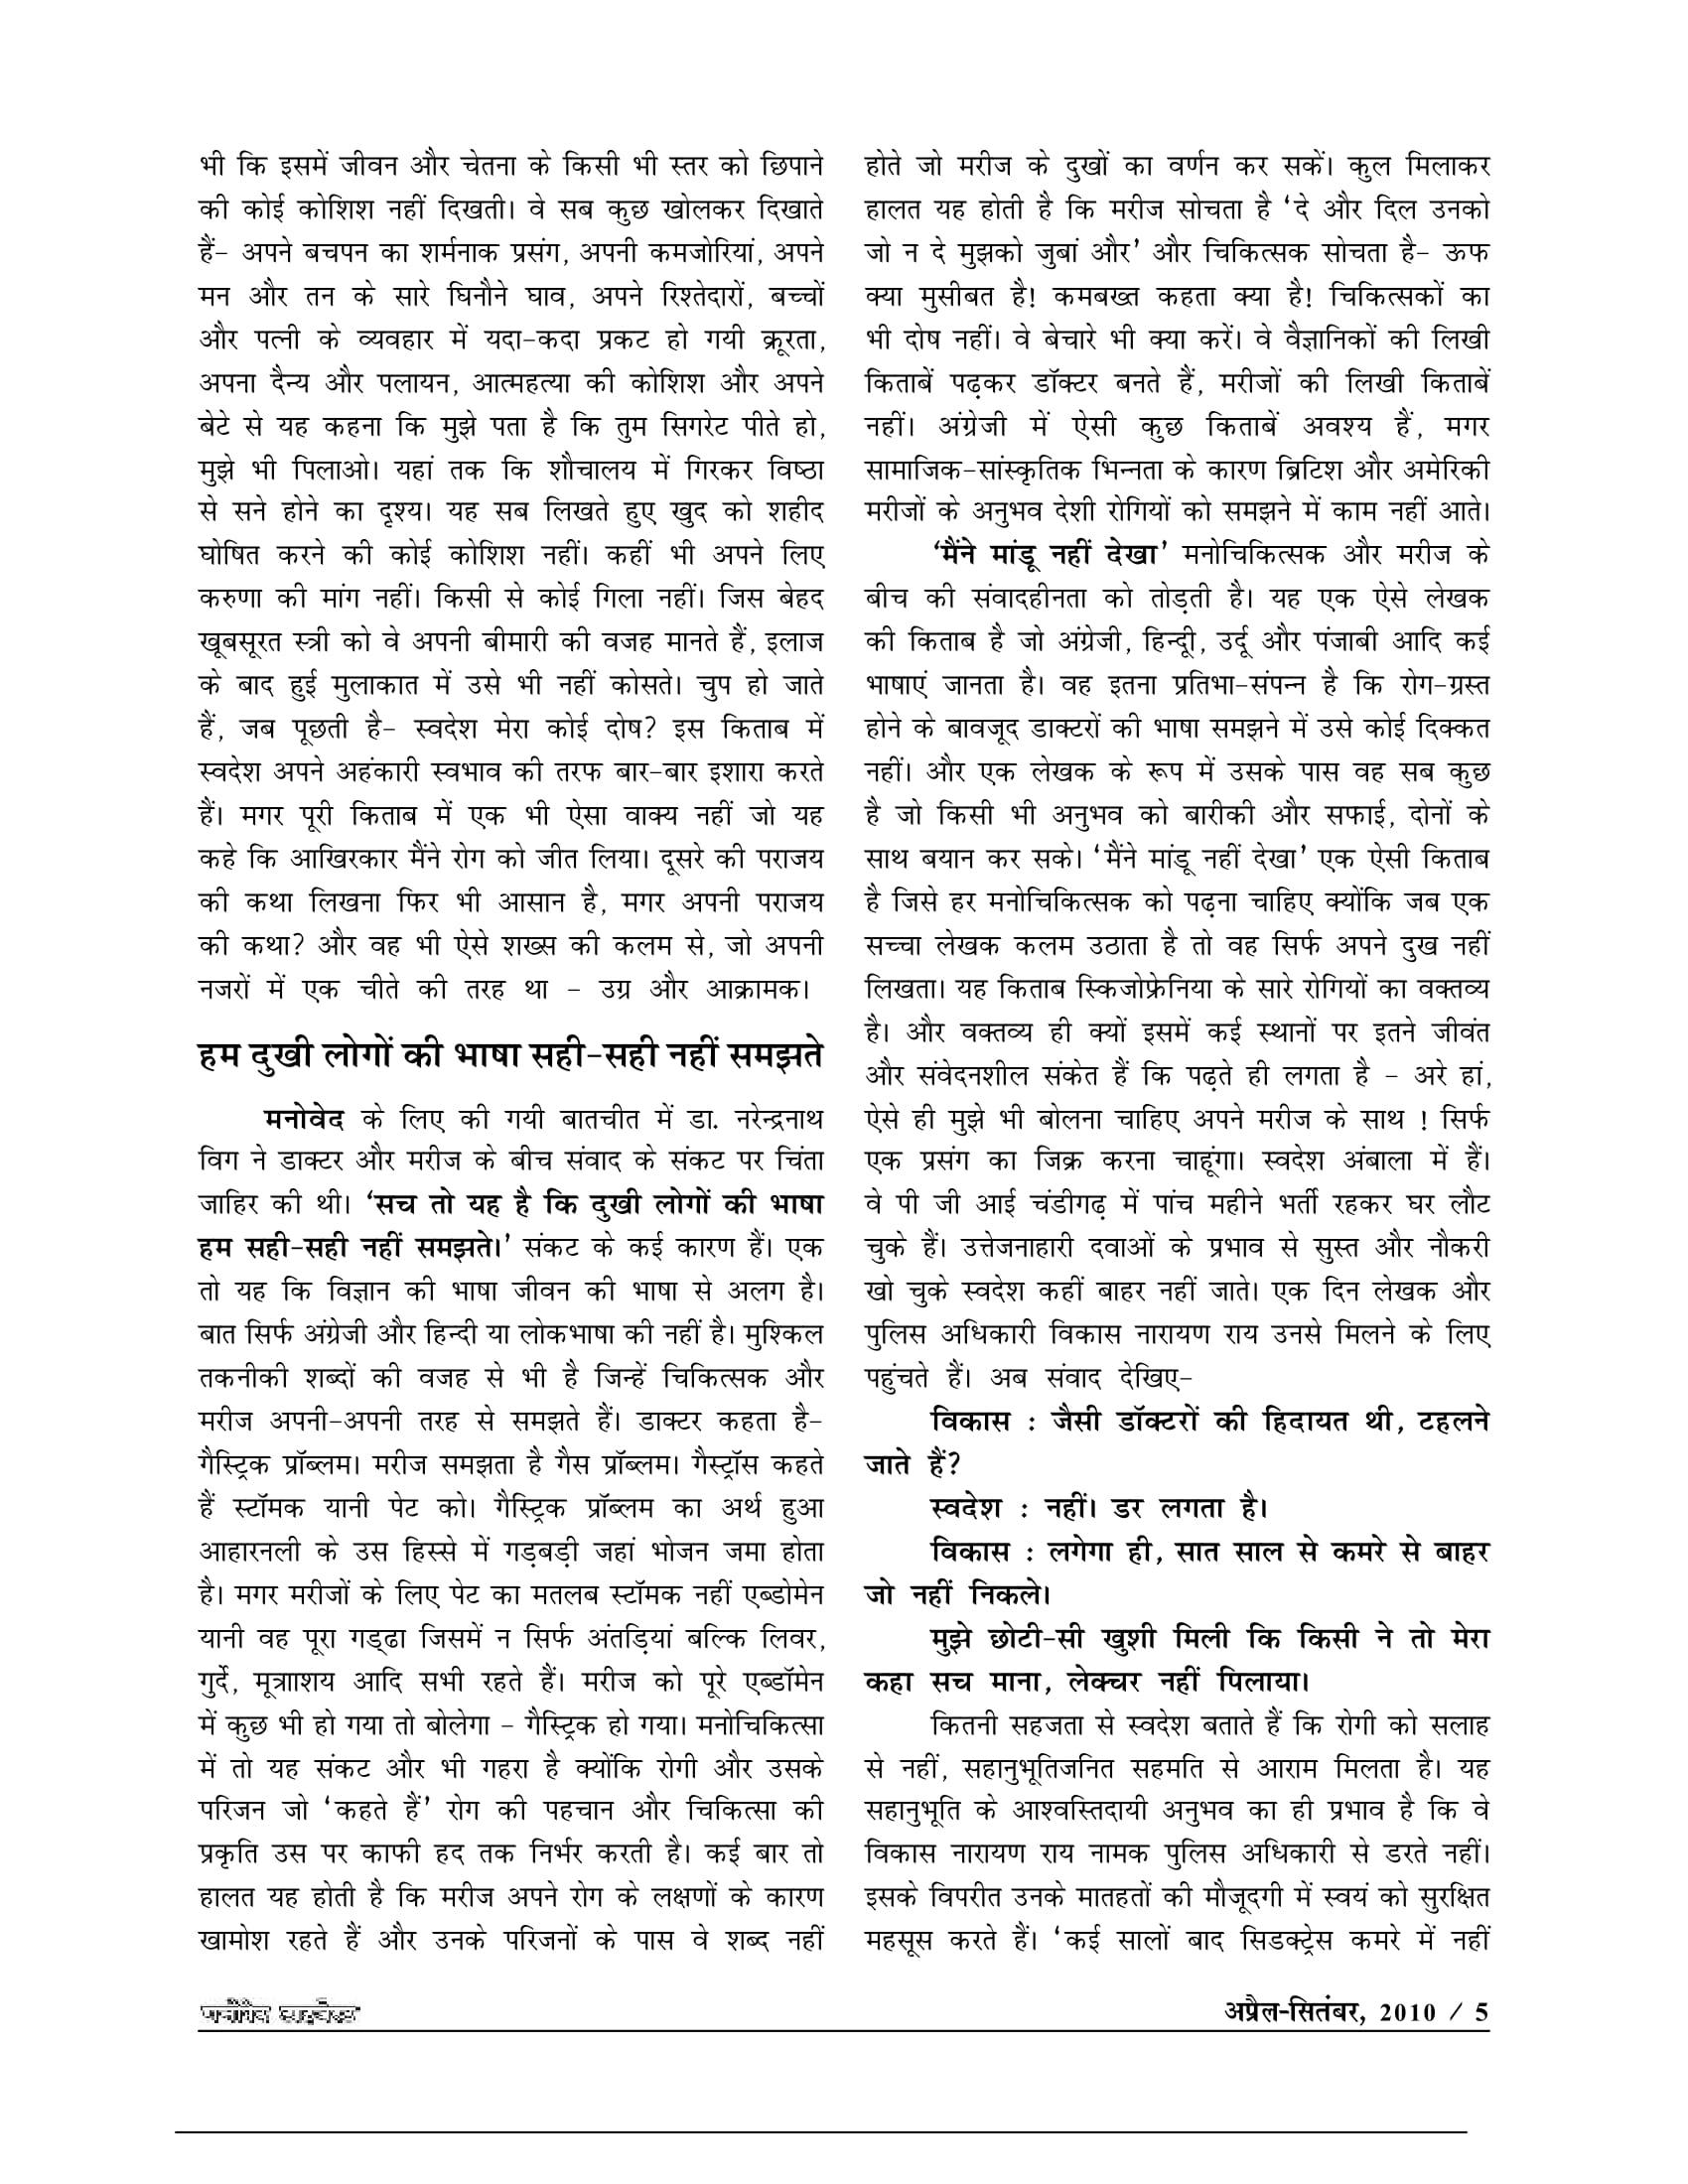 भी कि इसमें जीवन और चेतना के किसी भी स्तर को छिपाने
की कोई कोशिश नहीं दिखती। वे सब कुछ खोलकर दिखाते
हैं- अपने बचपन का शर्मनाक प्रसंग, अपनी कमजोरियां, अपने
मन और तन के सारे घिनौने घाव, अपने रिश्तेदारों, बच्चों
और पत्नी के व्यवहार में यदा-कदा प्रकट हो गयी क्रूरता,
अपना दैन्य और पलायन, आत्महत्या की कोशिश और अपने
बेटे से यह कहना कि मुझे पता है कि तुम सिगरेट पीते हो,
मुझे भी पिलाओ। यहां तक कि शौचालय में गिरकर विष्ठा
से सने होने का दृश्य। यह सब लिखते हुए खुद को शहीद
घोषित करने की कोई कोशिश नहीं। कहीं भी अपने लिए
करुणा की मांग नहीं। किसी से कोई गिला नहीं। जिस बेहद
खूबसूरत स्त्री को वे अपनी बीमारी की वजह मानते हैं, इलाज
के बाद हुई मुलाकात में उसे भी नहीं कोसते। चुप हो जाते
हैं, जब पूछती है- स्वदेश मेरा कोई दोष? इस किताब में
स्वदेश अपने अहंकारी स्वभाव की तरफ बार-बार इशारा करते
हैं। मगर पूरी किताब में एक भी ऐसा वाक्य नहीं जो यह
कहे कि आखिरकार मैंने रोग को जीत लिया। दूसरे की पराजय
की कथा लिखना फिर भी आसान है, मगर अपनी पराजय
की कथा? और वह भी ऐसे शख्स की कलम से, जो अपनी
नजरों में एक चीते की तरह था - उग्र और आक्रामक।
हम दुखी लोगों की भाषा सही-सही नहीं समझते
मनोवेद के लिए की गयी बातचीत में डा. नरेन्द्रनाथ
विग ने डाक्टर और मरीज के बीच संवाद के संकट पर चिंता
जाहिर की थी। ‘सच तो यह है कि दुखी लोगों की भाषा
हम सही-सही नहीं समझते।’ संकट के कई कारण हैं। एक
तो यह कि विज्ञान की भाषा जीवन की भाषा से अलग है।
बात सिर्फ अंग्रेजी और हिन्दी या लोकभाषा की नहीं है। मुश्किल
तकनीकी शब्दों की वजह से भी है जिन्हें चिकित्सक और
मरीज अपनी-अपनी तरह से समझते हैं। डाक्टर कहता है-
गैस्ट्रिक प्रॉब्लम। मरीज समझता है गैस प्रॉब्लम। गैस्ट्रॉस कहते
हैं स्टॉमक यानी पेट को। गैस्ट्रिक प्रॉब्लम का अर्थ हुआ
आहारनली के उस हिस्से में गड़बड़ी जहां भोजन जमा होता
है। मगर मरीजों के लिए पेट का मतलब स्टॉमक नहीं एब्डोमेन
यानी वह पूरा गड्ढा जिसमें न सिर्फ अंतड़ियां बल्कि लिवर,
गुर्दे, मूत्रााशय आदि सभी रहते हैं। मरीज को पूरे एब्डॉमेन
में कुछ भी हो गया तो बोलेगा - गैस्ट्रिक हो गया। मनोचिकित्सा
में तो यह संकट और भी गहरा है क्योंकि रोगी और उसके
परिजन जो ‘कहते हैं’ रोग की पहचान और चिकित्सा की
प्रकृति उस पर काफी हद तक निर्भर करती है। कई बार तो
हालत यह होती है कि मरीज अपने रोग के लक्षणों के कारण
खामोश रहते हैं और उनके परिजनों के पास वे शब्द नहीं
होते जो मरीज के दुखों का वर्णन कर सकें। कुल मिलाकर
हालत यह होती है कि मरीज सोचता है ‘दे और दिल उनको
जो न दे मुझको जुबां और’ और चिकित्सक सोचता है- ऊफ
क्या मुसीबत है! कमबख्त कहता क्या है! चिकित्सकों का
भी दोष नहीं। वे बेचारे भी क्या करें। वे वैज्ञानिकों की लिखी
किताबें पढ़कर डॉक्टर बनते हैं, मरीजों की लिखी किताबें
नहीं। अंग्रेजी में ऐसी कुछ किताबें अवश्य हैं, मगर
सामाजिक-सांस्कृतिक भिन्नता के कारण ब्रिटिश और अमेरिकी
मरीजों के अनुभव देशी रोगियों को समझने में काम नहीं आते।
‘मैंने मांडू नहीं देखा’ मनोचिकित्सक और मरीज के
बीच की संवादहीनता को तोड़ती है। यह एक ऐसे लेखक
की किताब है जो अंग्रेजी, हिन्दूी, उर्दू और पंजाबी आदि कई
भाषाएं जानता है। वह इतना प्रतिभा-संपन्न है कि रोग-ग्रस्त
होने के बावजूद डाक्टरों की भाषा समझने में उसे कोई दिक्कत
नहीं। और एक लेखक के रूप में उसके पास वह सब कुछ
है जो किसी भी अनुभव को बारीकी और सफाई, दोनों के
साथ बयान कर सके। ‘मैंने मांडू नहीं देखा’ एक ऐसी किताब
है जिसे हर मनोचिकित्सक को पढ़ना चाहिए क्योंकि जब एक
सच्चा लेखक कलम उठाता है तो वह सिर्फ अपने दुख नहीं
लिखता। यह किताब स्किजोफ्रेनिया के सारे रोगियों का वक्तव्य
है। और वक्तव्य ही क्यों इसमें कई स्थानों पर इतने जीवंत
और संवेदनशील संकेत हैं कि पढ़ते ही लगता है - अरे हां,
ऐसे ही मुझे भी बोलना चाहिए अपने मरीज के साथ ! सिर्फ
एक प्रसंग का जिक्र करना चाहूंगा। स्वदेश अंबाला में हैं।
वे पी जी आई चंडीगढ़ में पांच महीने भर्ती रहकर घर लौट
चुके हैं। उत्तेजनाहारी दवाओं के प्रभाव से सुस्त और नौकरी
खो चुके स्वदेश कहीं बाहर नहीं जाते। एक दिन लेखक और
पुलिस अधिकारी विकास नारायण राय उनसे मिलने के लिए
पहुंचते हैं। अब संवाद देखिए-
विकास : जैसी डॉक्टरों की हिदायत थी, टहलने
जाते हैं?
स्वदेश : नहीं। डर लगता है।
विकास : लगेगा ही, सात साल से कमरे से बाहर
जो नहीं निकले।
मुझे छोटी-सी खुशी मिली कि किसी ने तो मेरा
कहा सच माना, लेक्चर नहीं पिलाया।
कितनी सहजता से स्वदेश बताते हैं कि रोगी को सलाह
से नहीं, सहानुभूतिजनित सहमति से आराम मिलता है। यह
सहानुभूति के आश्वस्तिदायी अनुभव का ही प्रभाव है कि वे
विकास नारायण राय नामक पुलिस अधिकारी से डरते नहीं।
इसके विपरीत उनके मातहतों की मौजूदगी में स्वयं को सुरक्षित
महसूस करते हैं। ‘कई सालों बाद सिडक्ट्रेस कमरे में नहीं
अप्रैल-सितंबर, 2010 / 5